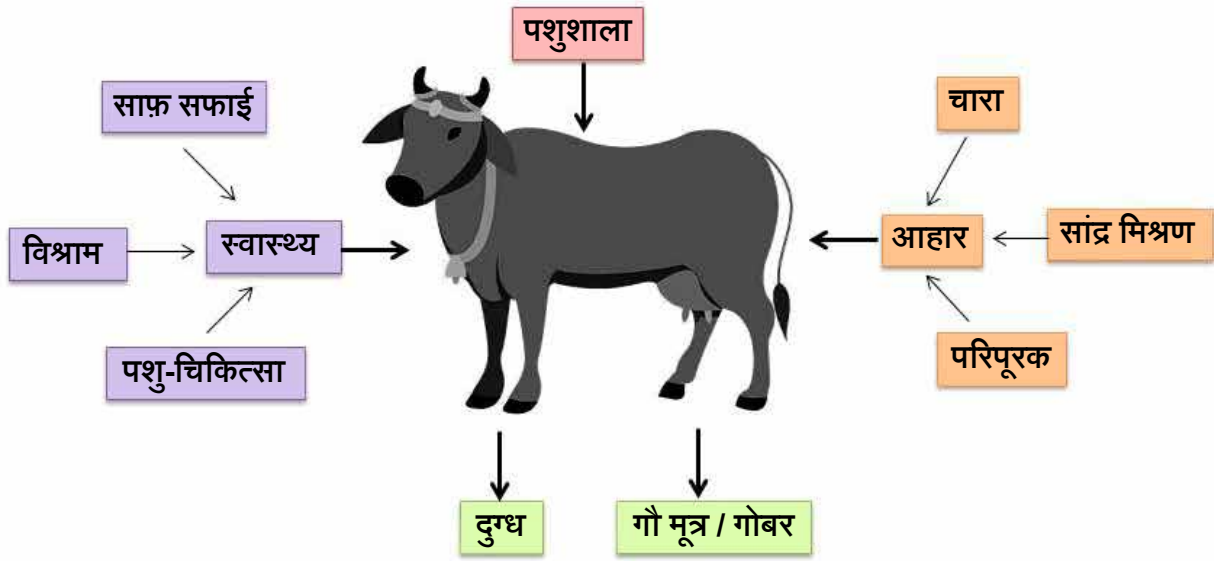 पशुशाला
साफ़ सफाई
चारा
विश्राम
स्वास्थ्य
आहार
सांद्र मिश्रण
पशु-चिकित्सा
परिपूरक
दुग्ध
गौ मूत्र / गोबर